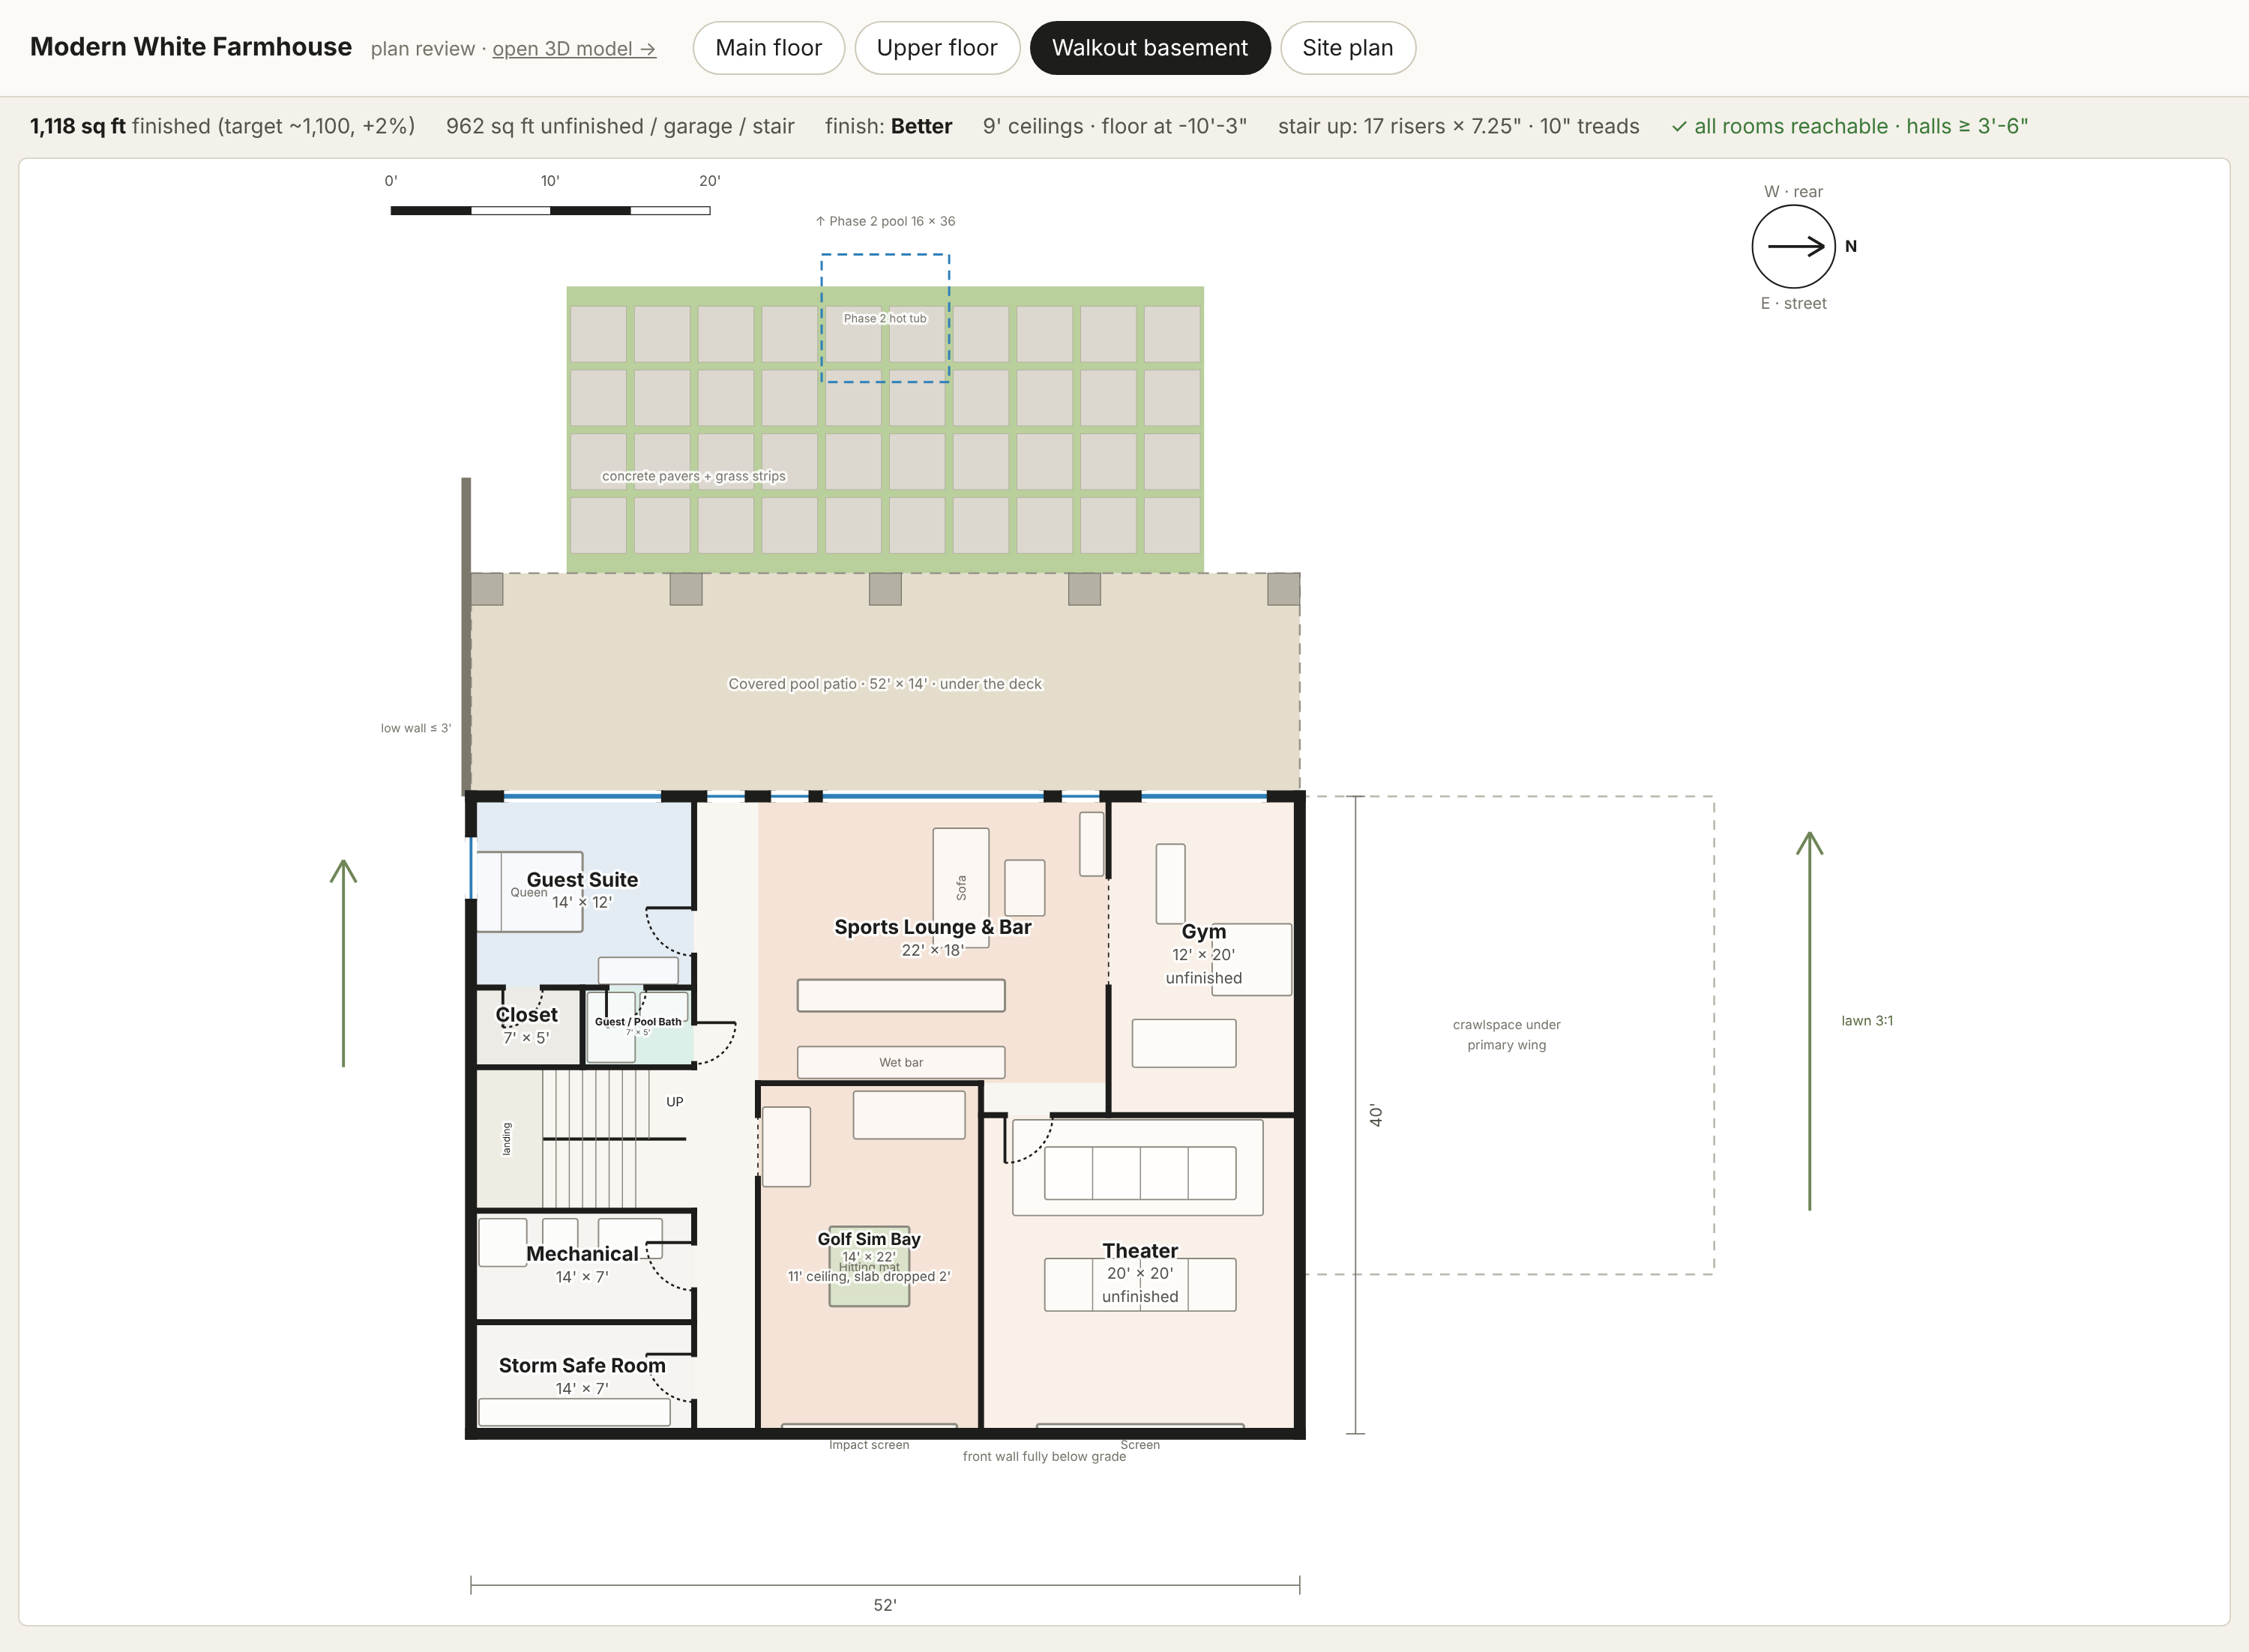 Modern White Farmhouse plan review · open 3D model → Main floor Upper floor Walkout basement Site plan
1,118 sq ft finished (target ~1,100, +2%) 962 sq ft unfinished / garage / stair finish: Better 9' ceilings · floor at -10'-3" stair up: 17 risers × 7.25" · 10" treads ✓ all rooms reachable · halls ≥ 3'-6"
0' 10' 20'
W · rear
N
E · street
↑ Phase 2 pool 16 × 36
Phase 2 hot tub
concrete pavers + grass strips
Covered pool patio · 52' × 14' · under the deck
low wall ≤ 3'
Guest Suite
Queen
14' × 12'
Sofa
Sports Lounge & Bar
22' × 18'
Gym
12' × 20'
unfinished
Closet
7' × 5'
Guest / Pool Bath
7' × 5'
Wet bar
crawlspace under
primary wing
lawn 3:1
UP
landing
40'
Mechanical
14' × 7'
Golf Sim Bay
14' × 22'
Hitting mat
11' ceiling, slab dropped 2'
Theater
20' × 20'
unfinished
Storm Safe Room
14' × 7'
Impact screen
Screen
front wall fully below grade
52'